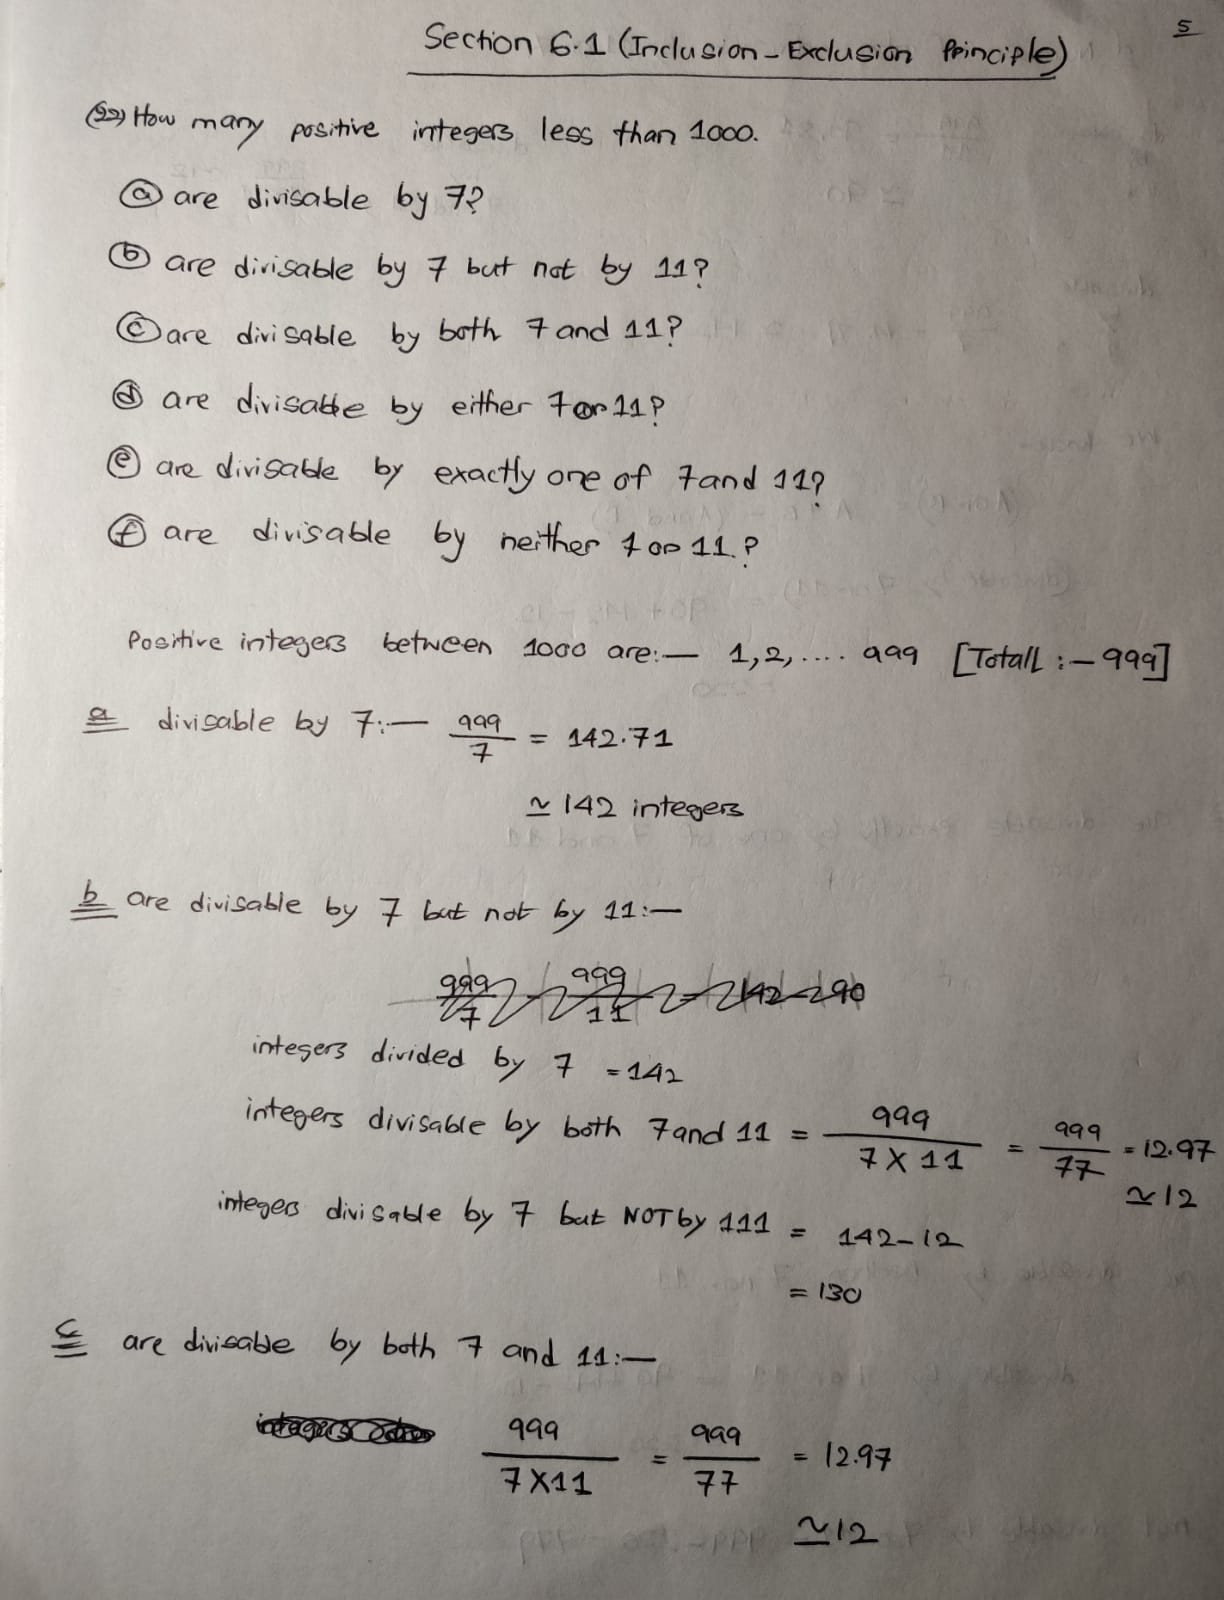 5
Section 6.1 (Inclusion-Exclusion Principle)
(22) How many positive integers less than 1000.
(a) are divisable by 7?
(b) are divisable by 7 but not by 11?
(c) are divisable by both 7 and 11?
(d) are divisable by either 7 or 11?
(e) are divisable by exactly one of 7 and 11?
(f) are divisable by neither 7 or 11?
Positive integers between 1000 are:— 1, 2, .... 999 [Totall :- 999]
a divisable by 7:— 999/7 = 142.71
≃ 142 integers
b are divisable by 7 but not by 11:—
integers divided by 7 = 142
integers divisable by both 7 and 11 = 999/(7 X 11) = 999/77 = 12.97
≃ 12
integers divisable by 7 but NOT by 111 = 142-12
= 130
c are divisable by both 7 and 11:—
999/(7 X 11) = 999/77 = 12.97
≃ 12